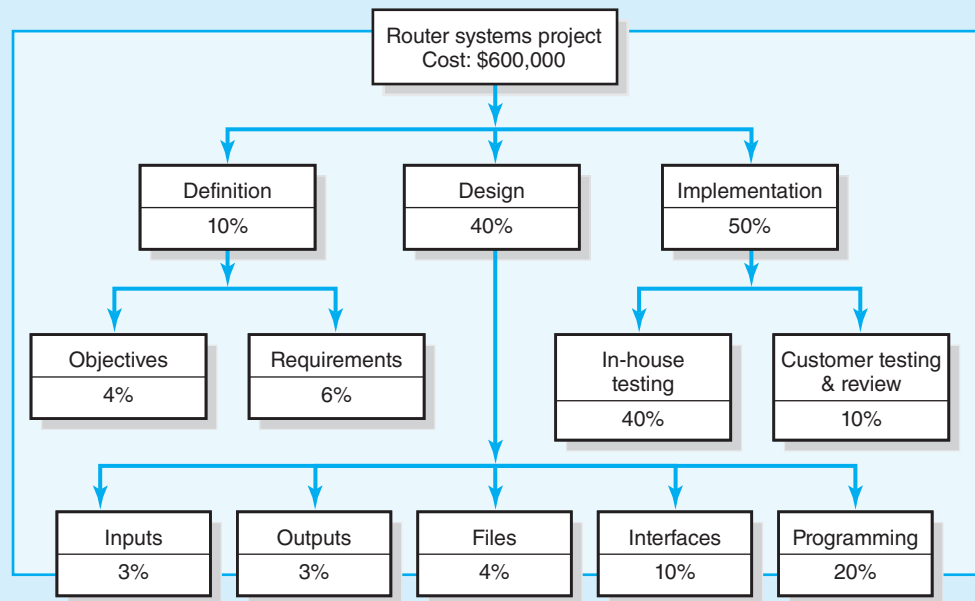 Router systems project
Cost: $600,000
Definition
10%
Design
40%
Implementation
50%
Objectives
4%
Requirements
6%
In-house
testing
40%
Customer testing
& review
10%
Inputs
3%
Outputs
3%
Files
4%
Interfaces
10%
Programming
20%